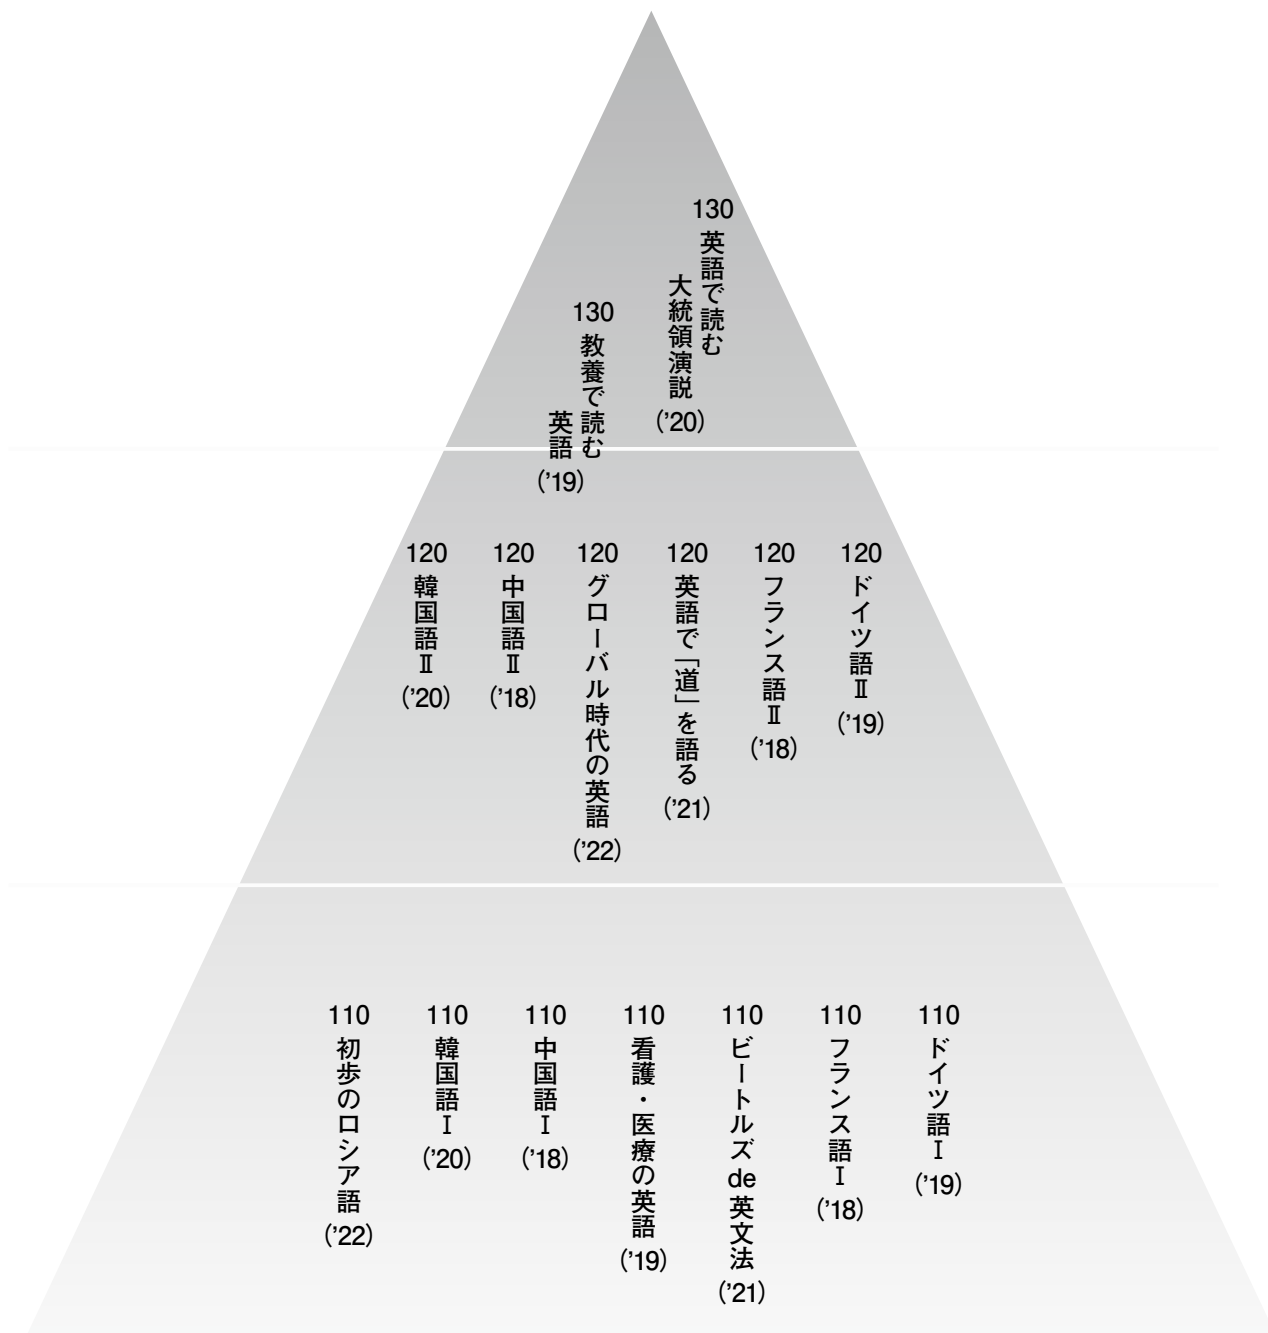 130
英語で読む
大統領演説
(’20)
130
教養で読む
英語
(’19)
120
ドイツ語Ⅱ
(’19)
120
フランス語Ⅱ
(’18)
120
英語で「道」を語る
(’21)
120
グローバル時代の英語
(’22)
120
中国語Ⅱ
(’18)
120
韓国語Ⅱ
(’20)
110
ドイツ語Ⅰ
(’19)
110
フランス語Ⅰ
(’18)
110
ビートルズde英文法
(’21)
110
看護・医療の英語
(’19)
110
中国語Ⅰ
(’18)
110
韓国語Ⅰ
(’20)
110
初歩のロシア語
(’22)